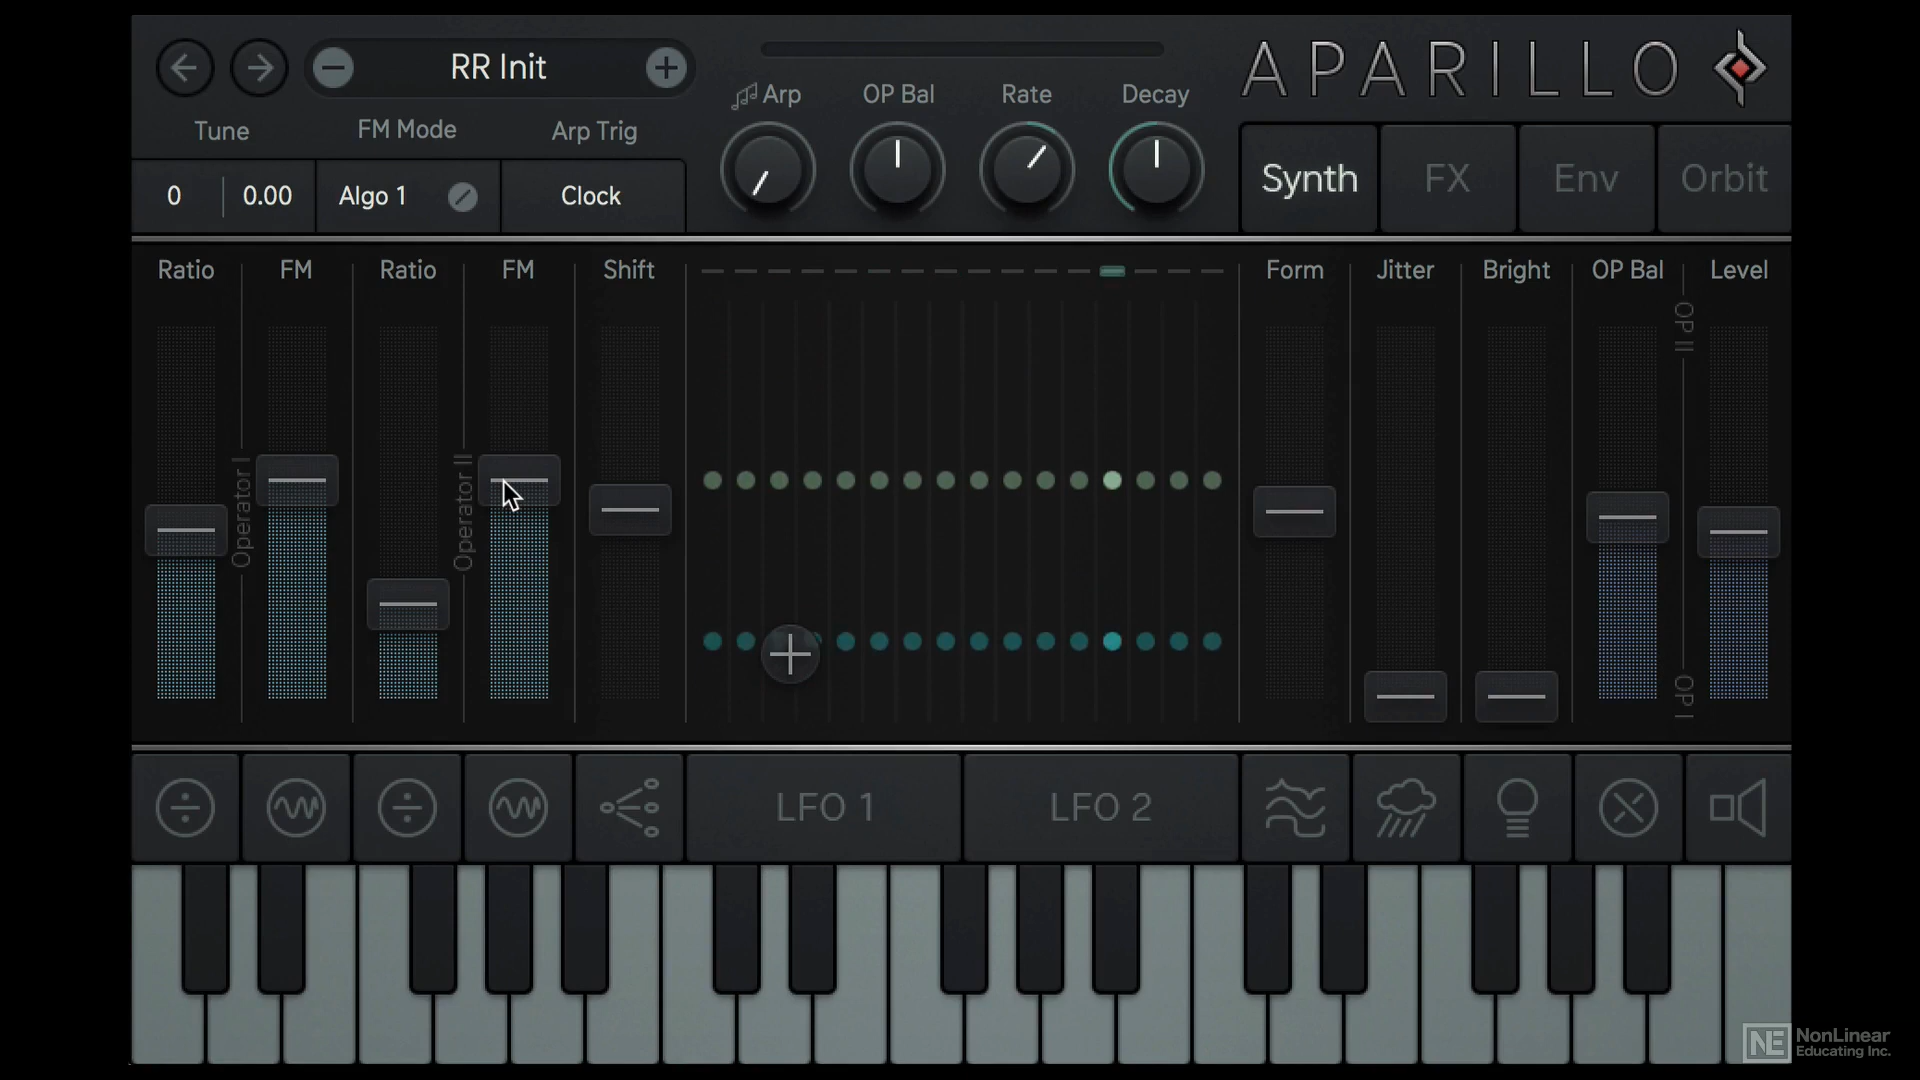 RR Init
APARILLO
Arp
OP Bal
Rate
Decay
Tune
FM Mode
Arp Trig
0
0.00
Algo 1
Clock
Synth
FX
Env
Orbit
Ratio
FM
Ratio
FM
Shift
Form
Jitter
Bright
OP Bal
Level
Operator I
Operator II
OP II
OP I
LFO 1
LFO 2
NE
NonLinear
Educating Inc.